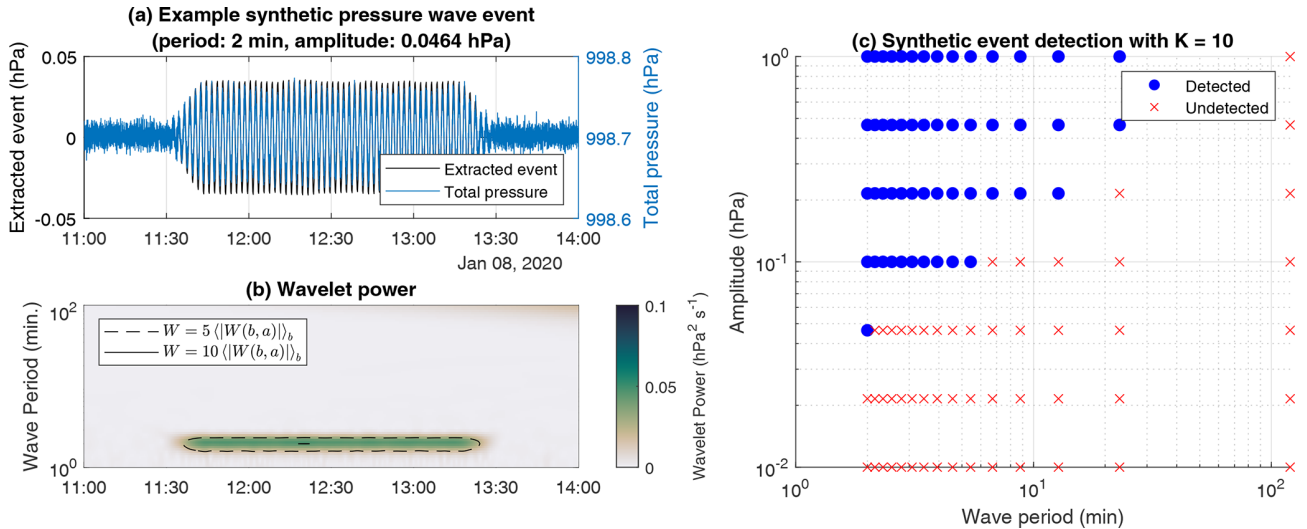 (a) Example synthetic pressure wave event
(period: 2 min, amplitude: 0.0464 hPa)
0.05
0
-0.05
Extracted event (hPa)
998.8
998.7
998.6
Total pressure (hPa)
Extracted event
Total pressure
11:00 11:30 12:00 12:30 13:00 13:30 14:00
Jan 08, 2020
(b) Wavelet power
10²
10¹
10⁰
Wave Period (min.)
W = 5 ⟨|W(b, a)|⟩_b
W = 10 ⟨|W(b, a)|⟩_b
11:00 11:30 12:00 12:30 13:00 13:30 14:00
0.1
0.05
0
Wavelet Power (hPa² s⁻¹)
(c) Synthetic event detection with K = 10
Detected
Undetected
10⁰
10⁻¹
10⁻²
Amplitude (hPa)
10⁰ 10¹ 10²
Wave period (min)